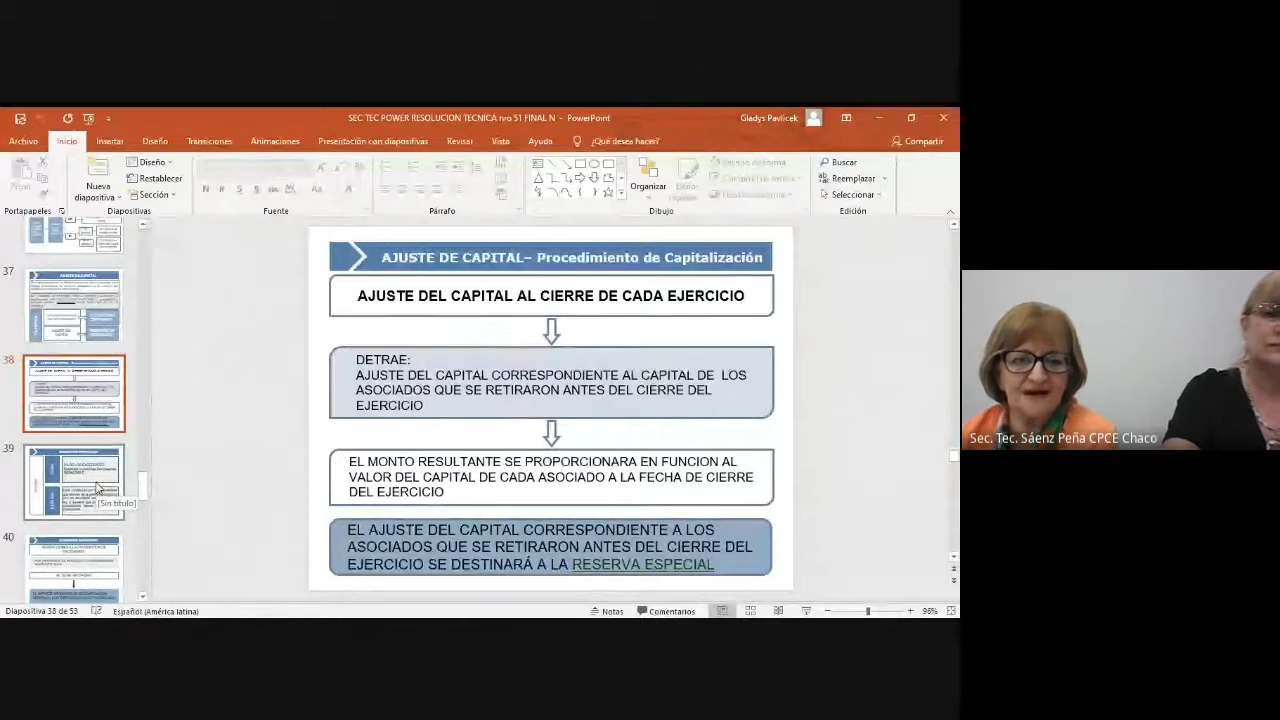 SEC TEC POWER RESOLUCION TECNICA nro 51 FINAL N - PowerPoint
Gladys Pavlicek
Archivo Inicio Insertar Diseño Transiciones Animaciones Presentación con diapositivas Revisar Vista Ayuda ¿Qué desea hacer? Compartir
Nueva diapositiva
Diseño
Restablecer
Sección
Organizar
Buscar
Reemplazar
Seleccionar
Portapapeles Diapositivas Fuente Párrafo Dibujo Edición
37
38
39
[Sin título]
40
AJUSTE DE CAPITAL– Procedimiento de Capitalización
AJUSTE DEL CAPITAL AL CIERRE DE CADA EJERCICIO
DETRAE:
AJUSTE DEL CAPITAL CORRESPONDIENTE AL CAPITAL DE LOS
ASOCIADOS QUE SE RETIRARON ANTES DEL CIERRE DEL
EJERCICIO
EL MONTO RESULTANTE SE PROPORCIONARA EN FUNCION AL
VALOR DEL CAPITAL DE CADA ASOCIADO A LA FECHA DE CIERRE
DEL EJERCICIO
EL AJUSTE DEL CAPITAL CORRESPONDIENTE A LOS
ASOCIADOS QUE SE RETIRARON ANTES DEL CIERRE DEL
EJERCICIO SE DESTINARÁ A LA RESERVA ESPECIAL
Diapositiva 38 de 53 Español (América latina) Notas Comentarios 96%
Sec. Tec. Sáenz Peña CPCE Chaco